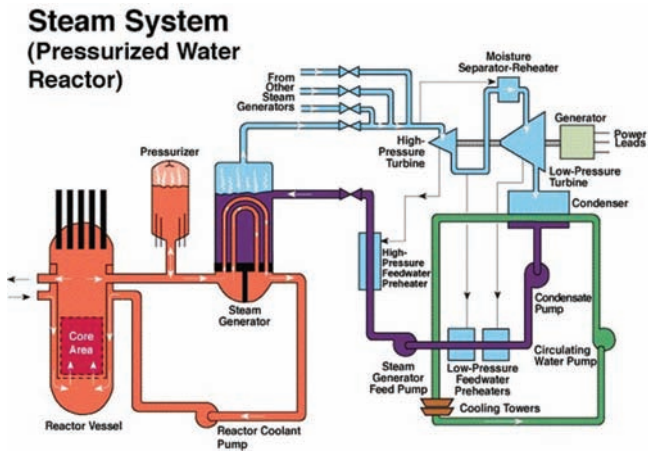 Steam System
(Pressurized Water
Reactor)
From
Other
Steam
Generators
Moisture
Separator-Reheater
High-
Pressure
Turbine
Generator
Power
Leads
Low-Pressure
Turbine
Pressurizer
Condenser
High-
Pressure
Feedwater
Preheater
Condensate
Pump
Steam
Generator
Core
Area
Steam
Generator
Feed Pump
Low-Pressure
Feedwater
Preheaters
Circulating
Water Pump
Cooling Towers
Reactor Vessel
Reactor Coolant
Pump